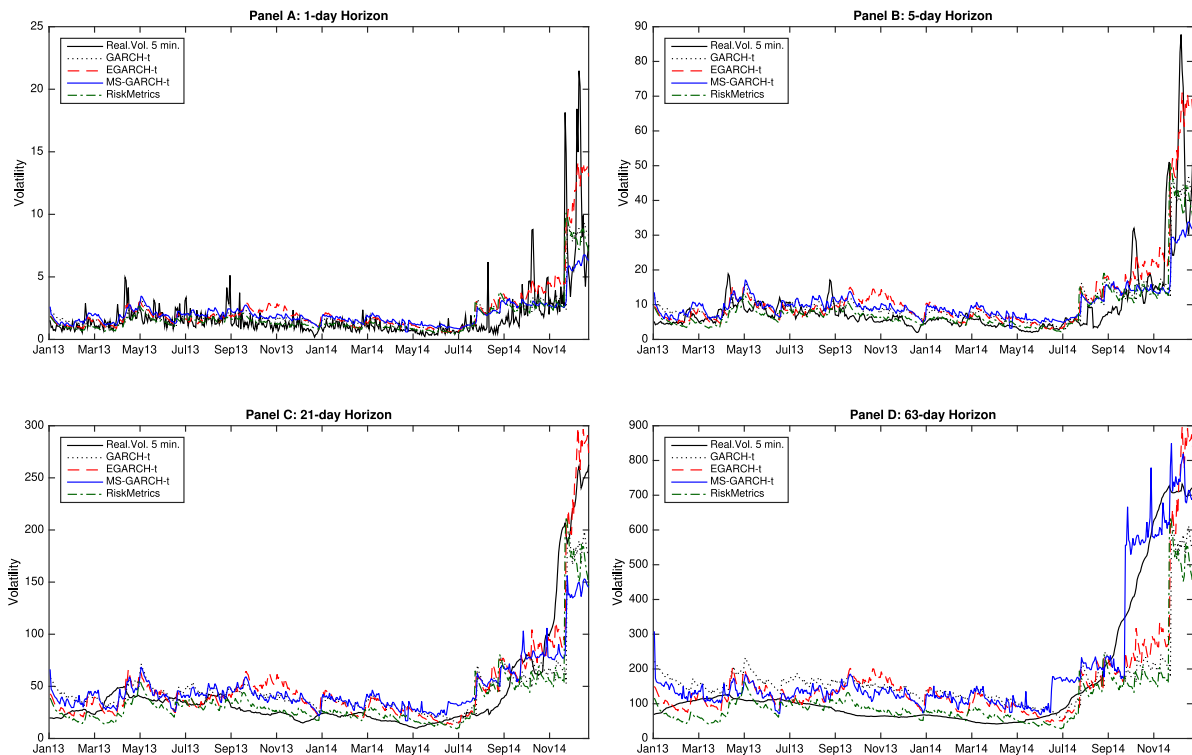 Panel A: 1-day Horizon
25
20
15
10
5
0
Volatility
Real.Vol. 5 min.
GARCH-t
EGARCH-t
MS-GARCH-t
RiskMetrics
Jan13 Mar13 May13 Jul13 Sep13 Nov13 Jan14 Mar14 May14 Jul14 Sep14 Nov14
Panel B: 5-day Horizon
90
80
70
60
50
40
30
20
10
0
Volatility
Real.Vol. 5 min.
GARCH-t
EGARCH-t
MS-GARCH-t
RiskMetrics
Jan13 Mar13 May13 Jul13 Sep13 Nov13 Jan14 Mar14 May14 Jul14 Sep14 Nov14
Panel C: 21-day Horizon
300
250
200
150
100
50
0
Volatility
Real.Vol. 5 min.
GARCH-t
EGARCH-t
MS-GARCH-t
RiskMetrics
Jan13 Mar13 May13 Jul13 Sep13 Nov13 Jan14 Mar14 May14 Jul14 Sep14 Nov14
Panel D: 63-day Horizon
900
800
700
600
500
400
300
200
100
0
Volatility
Real.Vol. 5 min.
GARCH-t
EGARCH-t
MS-GARCH-t
RiskMetrics
Jan13 Mar13 May13 Jul13 Sep13 Nov13 Jan14 Mar14 May14 Jul14 Sep14 Nov14